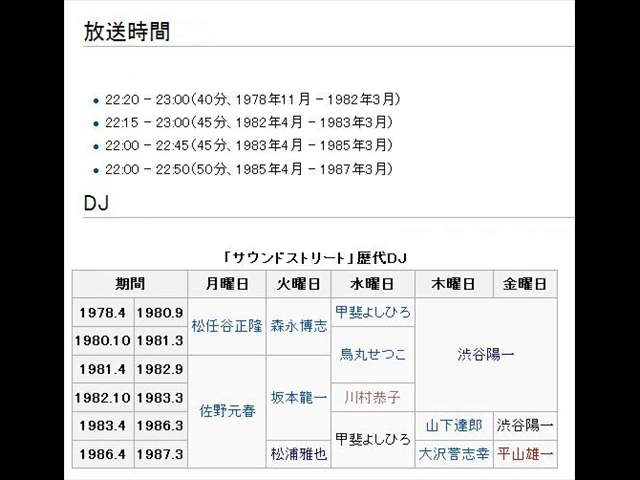 放送時間
22:20 - 23:00(40分、1978年11月 - 1982年3月)
22:15 - 23:00(45分、1982年4月 - 1983年3月)
22:00 - 22:45(45分、1983年4月 - 1985年3月)
22:00 - 22:50(50分、1985年4月 - 1987年3月)
DJ
「サウンドストリート」歴代DJ
期間 月曜日 火曜日 水曜日 木曜日 金曜日
1978.4 1980.9 松任谷正隆 森永博志 甲斐よしひろ 渋谷陽一
1980.10 1981.3 烏丸せつこ
1981.4 1982.9 佐野元春 坂本龍一
1982.10 1983.3 川村恭子
1983.4 1986.3 甲斐よしひろ 山下達郎 渋谷陽一
1986.4 1987.3 松浦雅也 大沢誉志幸 平山雄一